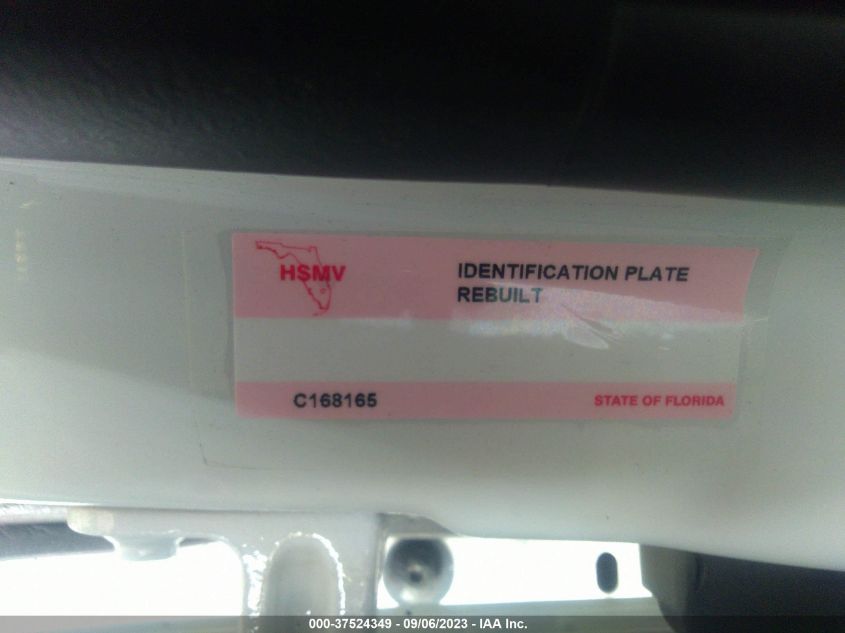 HSMV
IDENTIFICATION PLATE
REBUILT
C168165
STATE OF FLORIDA
000-37524349 - 09/06/2023 - IAA Inc.